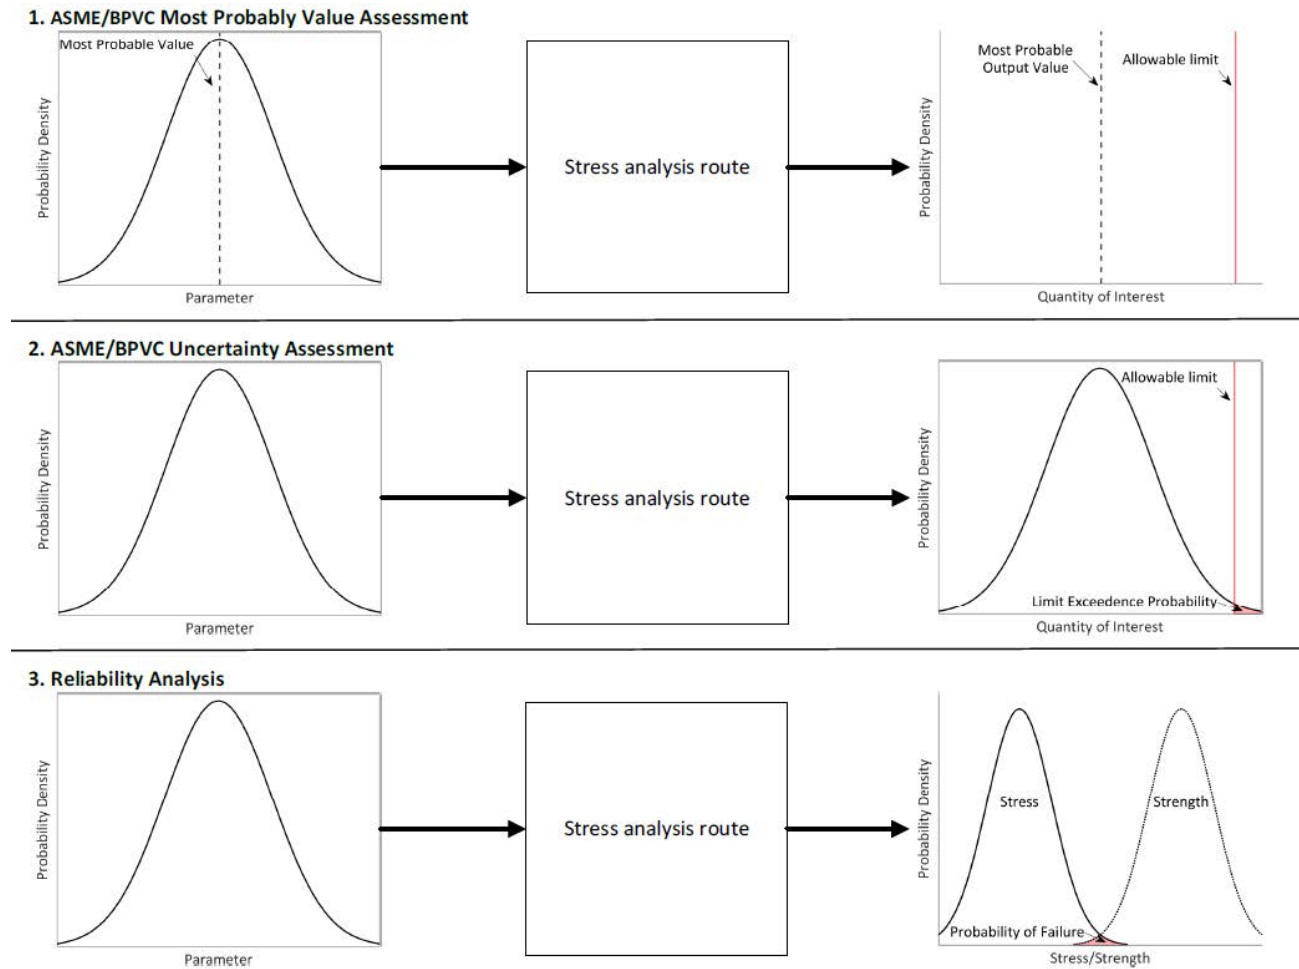 1. ASME/BPVC Most Probably Value Assessment
Most Probable Value
Probability Density
Parameter
Stress analysis route
Most Probable
Output Value
Allowable limit
Probability Density
Quantity of Interest
2. ASME/BPVC Uncertainty Assessment
Probability Density
Parameter
Stress analysis route
Allowable limit
Limit Exceedence Probability
Probability Density
Quantity of Interest
3. Reliability Analysis
Probability Density
Parameter
Stress analysis route
Stress
Strength
Probability of Failure
Probability Density
Stress/Strength